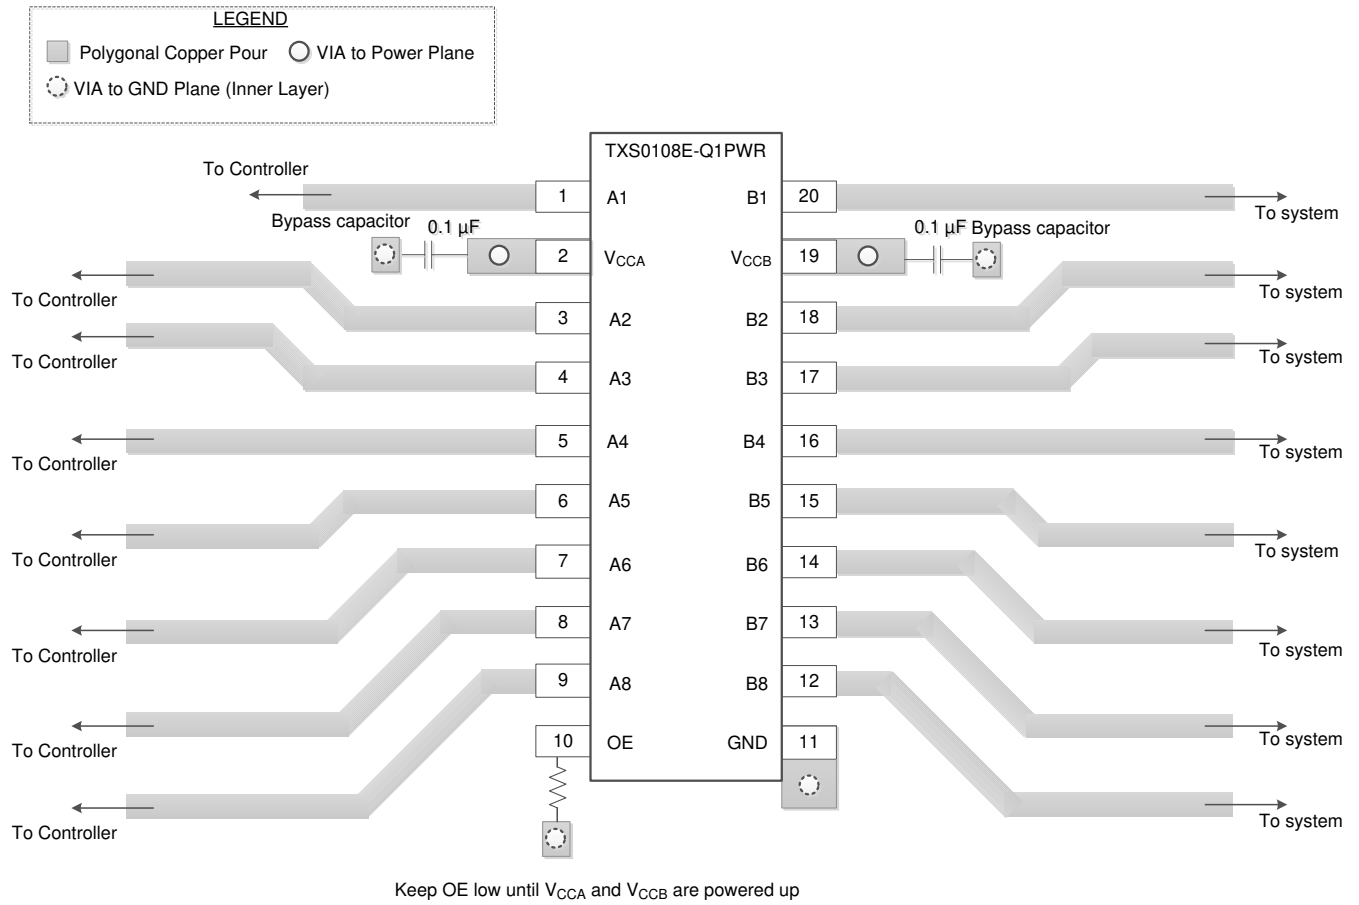 LEGEND
Polygonal Copper Pour
VIA to Power Plane
VIA to GND Plane (Inner Layer)
TXS0108E-Q1PWR
To Controller
1 A1 B1 20
To system
Bypass capacitor
0.1 µF
0.1 µF Bypass capacitor
2 VCCA VCCB 19
To Controller
To system
3 A2 B2 18
To Controller
To system
4 A3 B3 17
5 A4 B4 16
To Controller
To system
6 A5 B5 15
To Controller
To system
7 A6 B6 14
To Controller
To system
8 A7 B7 13
9 A8 B8 12
To Controller
To system
10 OE GND 11
To Controller
To system
Keep OE low until VCCA and VCCB are powered up